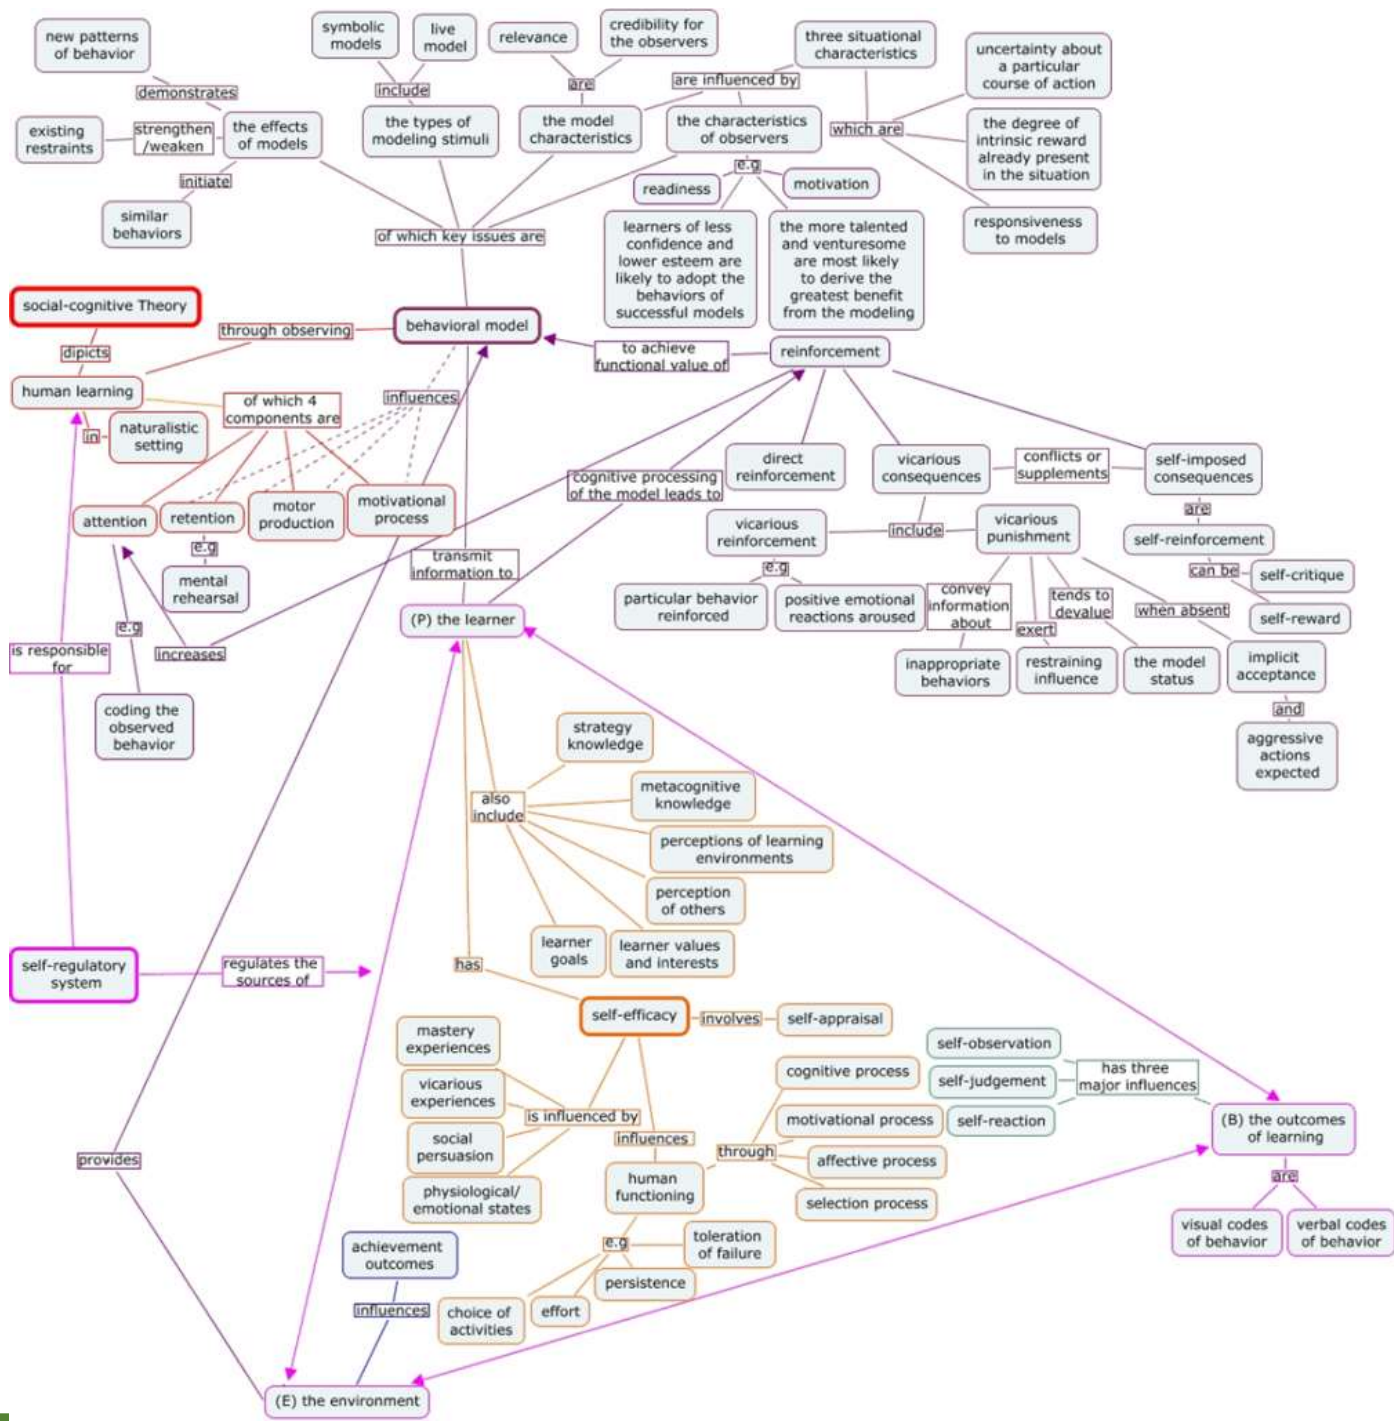 new patterns
of behavior
symbolic
models
live
model
relevance
credibility for
the observers
three situational
characteristics
uncertainty about
a particular
course of action
demonstrates
include
are
are influenced by
existing
restraints
strengthen
/weaken
the effects
of models
the types of
modeling stimuli
the model
characteristics
the characteristics
of observers
which are
the degree of
intrinsic reward
already present
in the situation
initiate
e.g
readiness
motivation
similar
behaviors
of which key issues are
learners of less
confidence and
lower esteem are
likely to adopt the
behaviors of
successful models
the more talented
and venturesome
are most likely
to derive the
greatest benefit
from the modeling
responsiveness
to models
social-cognitive Theory
through observing
behavioral model
to achieve
functional value of
reinforcement
dipicts
human learning
of which 4
components are
influences
in
naturalistic
setting
cognitive processing
of the model leads to
direct
reinforcement
vicarious
consequences
conflicts or
supplements
self-imposed
consequences
attention
retention
motor
production
motivational
process
are
vicarious
reinforcement
include
vicarious
punishment
self-reinforcement
e.g
mental
rehearsal
transmit
information to
e.g
can be
self-critique
particular behavior
reinforced
positive emotional
reactions aroused
convey
information
about
tends to
devalue
when absent
self-reward
(P) the learner
e.g
exert
is responsible
for
increases
inappropriate
behaviors
restraining
influence
the model
status
implicit
acceptance
coding the
observed
behavior
and
aggressive
actions
expected
strategy
knowledge
also
include
metacognitive
knowledge
perceptions of learning
environments
perception
of others
learner
goals
learner values
and interests
self-regulatory
system
regulates the
sources of
has
self-efficacy
involves
self-appraisal
mastery
experiences
self-observation
cognitive process
has three
major influences
self-judgement
vicarious
experiences
is influenced by
motivational process
self-reaction
(B) the outcomes
of learning
social
persuasion
influences
through
affective process
provides
are
physiological/
emotional states
human
functioning
selection process
visual codes
of behavior
verbal codes
of behavior
achievement
outcomes
e.g
toleration
of failure
persistence
influences
choice of
activities
effort
(E) the environment